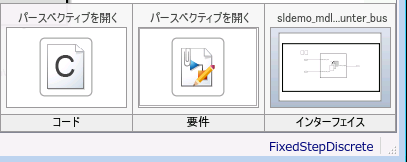 パースペクティブを開く
パースペクティブを開く
sldemo_mdl...unter_bus
C
コード
要件
インターフェイス
FixedStepDiscrete